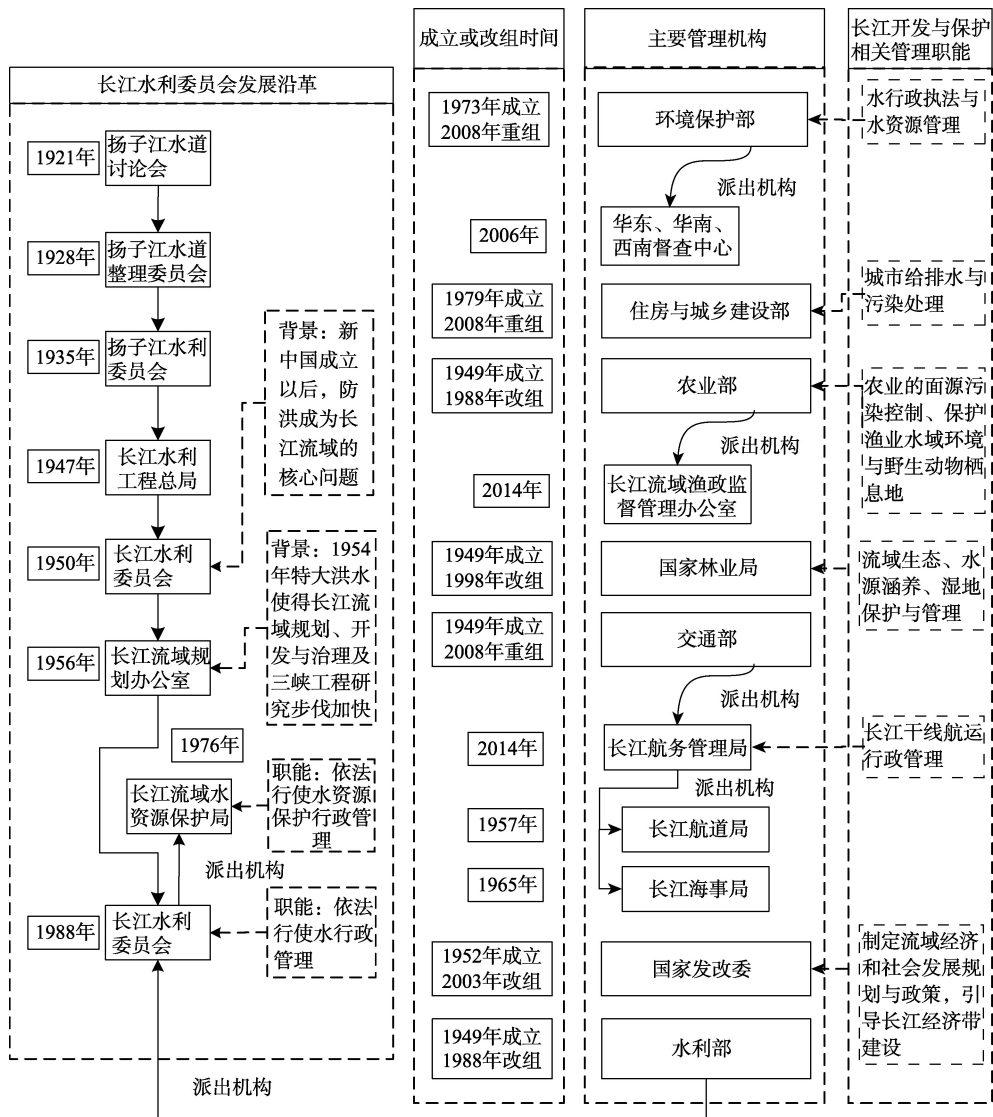 长江水利委员会发展沿革
1921年
扬子江水道
讨论会
1928年
扬子江水道
整理委员会
1935年
扬子江水利
委员会
1947年
长江水利
工程总局
1950年
长江水利
委员会
1956年
长江流域规
划办公室
1976年
长江流域水
资源保护局
派出机构
1988年
长江水利
委员会
派出机构
背景：新
中国成立
以后，防
洪成为长
江流域的
核心问题
背景：1954
年特大洪水
使得长江流
域规划、开
发与治理及
三峡工程研
究步伐加快
职能：依法
行使水资源
保护行政管
理
职能：依法
行使水行政
管理
成立或改组时间
1973年成立
2008年重组
2006年
1979年成立
2008年重组
1949年成立
1988年改组
2014年
1949年成立
1998年改组
1949年成立
2008年重组
2014年
1957年
1965年
1952年成立
2003年改组
1949年成立
1988年改组
主要管理机构
环境保护部
派出机构
华东、华南、
西南督查中心
住房与城乡建设部
农业部
派出机构
长江流域渔政监
督管理办公室
国家林业局
交通部
派出机构
长江航务管理局
派出机构
长江航道局
长江海事局
国家发改委
水利部
长江开发与保护
相关管理职能
水行政执法与
水资源管理
城市给排水与
污染处理
农业的面源污
染控制、保护
渔业水域环境
与野生动物栖
息地
流域生态、水
源涵养、湿地
保护与管理
长江干线航运
行政管理
制定流域经济
和社会发展规
划与政策，引
导长江经济带
建设